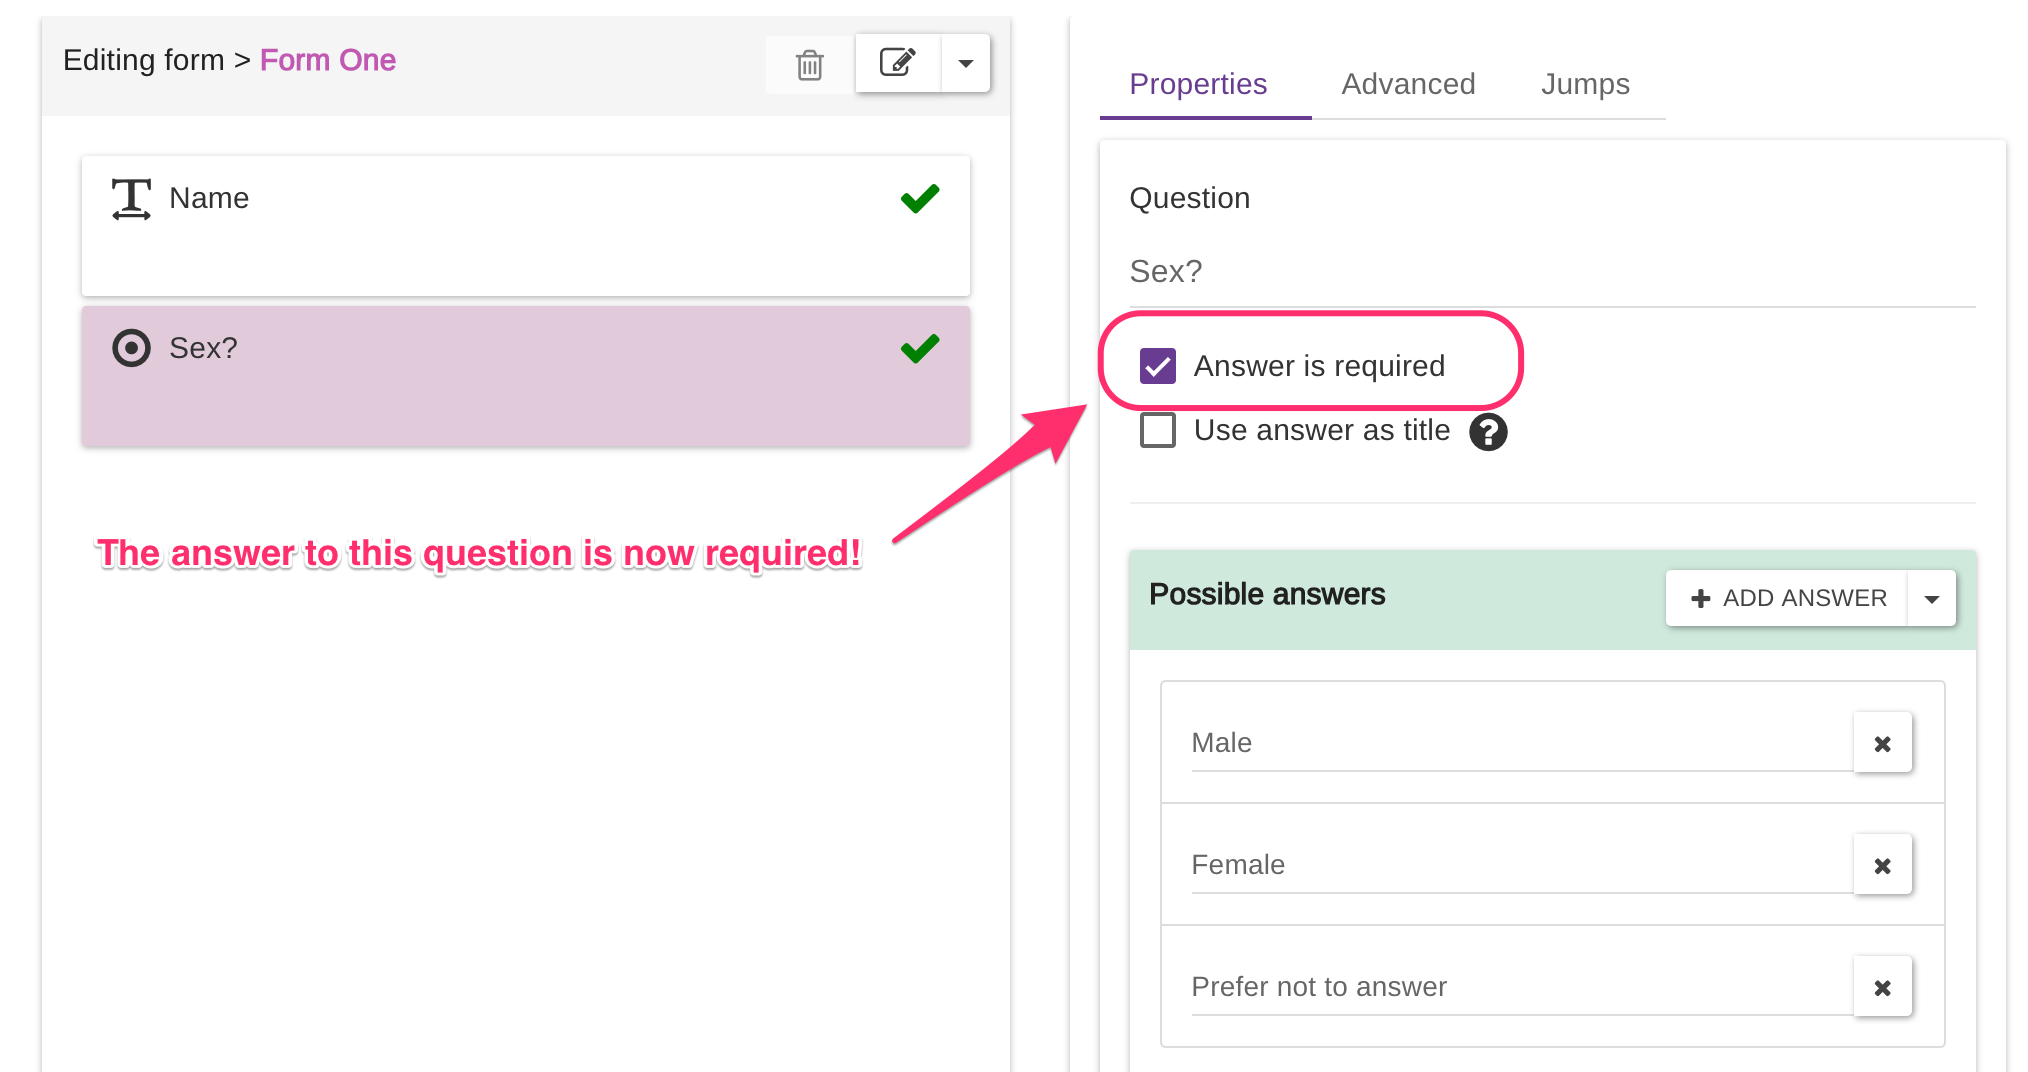 Editing form > Form One
Name
Sex?
The answer to this question is now required!
Properties Advanced Jumps
Question
Sex?
Answer is required
Use answer as title ?
Possible answers
ADD ANSWER
Male
Female
Prefer not to answer